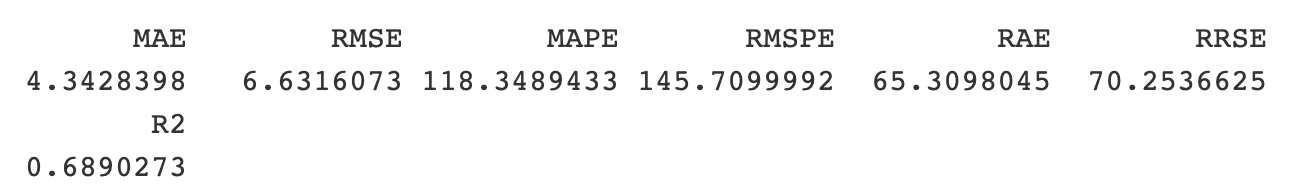 MAE RMSE MAPE RMSPE RAE RRSE
4.3428398 6.6316073 118.3489433 145.7099992 65.3098045 70.2536625
R2
0.6890273